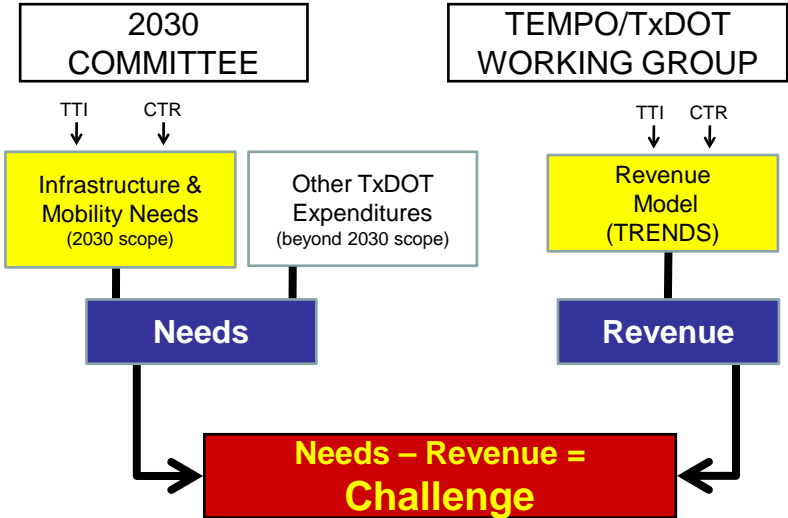 2030
COMMITTEE
TEMPO/TxDOT
WORKING GROUP
TTI
CTR
TTI
CTR
Infrastructure &
Mobility Needs
(2030 scope)
Other TxDOT
Expenditures
(beyond 2030 scope)
Revenue
Model
(TRENDS)
Needs
Revenue
Needs – Revenue =
Challenge